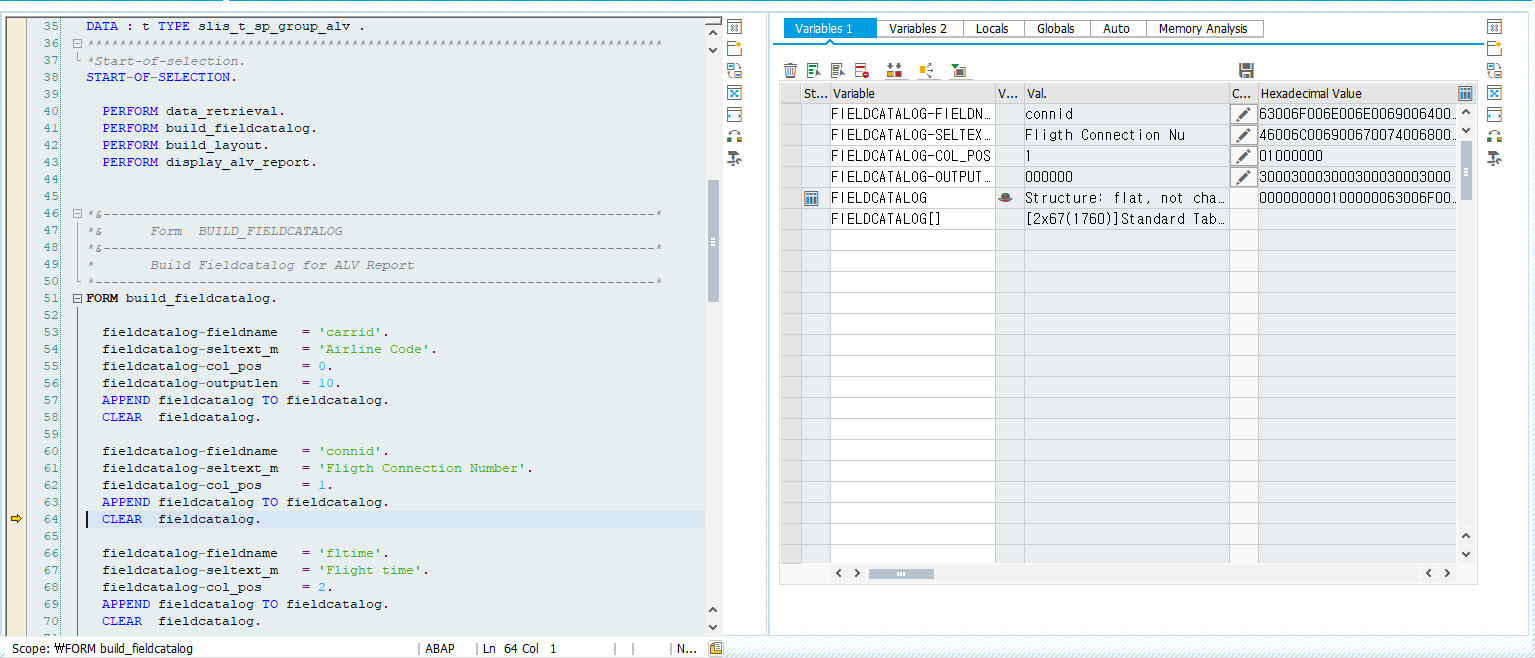 35 DATA : t TYPE slis_t_sp_group_alv .
36 ***********************************************************************
37 *Start-of-selection.
38 START-OF-SELECTION.
39
40 PERFORM data_retrieval.
41 PERFORM build_fieldcatalog.
42 PERFORM build_layout.
43 PERFORM display_alv_report.
44
45
46 *&---------------------------------------------------------------------*
47 *& Form BUILD_FIELDCATALOG
48 *&---------------------------------------------------------------------*
49 * Build Fieldcatalog for ALV Report
50 *----------------------------------------------------------------------*
51 FORM build_fieldcatalog.
52
53 fieldcatalog-fieldname = 'carrid'.
54 fieldcatalog-seltext_m = 'Airline Code'.
55 fieldcatalog-col_pos = 0.
56 fieldcatalog-outputlen = 10.
57 APPEND fieldcatalog TO fieldcatalog.
58 CLEAR fieldcatalog.
59
60 fieldcatalog-fieldname = 'connid'.
61 fieldcatalog-seltext_m = 'Fligth Connection Number'.
62 fieldcatalog-col_pos = 1.
63 APPEND fieldcatalog TO fieldcatalog.
64 CLEAR fieldcatalog.
65
66 fieldcatalog-fieldname = 'fltime'.
67 fieldcatalog-seltext_m = 'Flight time'.
68 fieldcatalog-col_pos = 2.
69 APPEND fieldcatalog TO fieldcatalog.
70 CLEAR fieldcatalog.
Scope: ₩FORM build_fieldcatalog ABAP Ln 64 Col 1 N...
Variables 1 Variables 2 Locals Globals Auto Memory Analysis
St... Variable V... Val. C... Hexadecimal Value
FIELDCATALOG-FIELDN... connid 63006F006E006E0069006400...
FIELDCATALOG-SELTEX... Fligth Connection Nu 46006C006900670074006800...
FIELDCATALOG-COL_POS 1 01000000
FIELDCATALOG-OUTPUT... 000000 300030003000300030003000
FIELDCATALOG Structure: flat, not cha... 000000000100000063006F00...
FIELDCATALOG[] [2x67(1760)]Standard Tab...